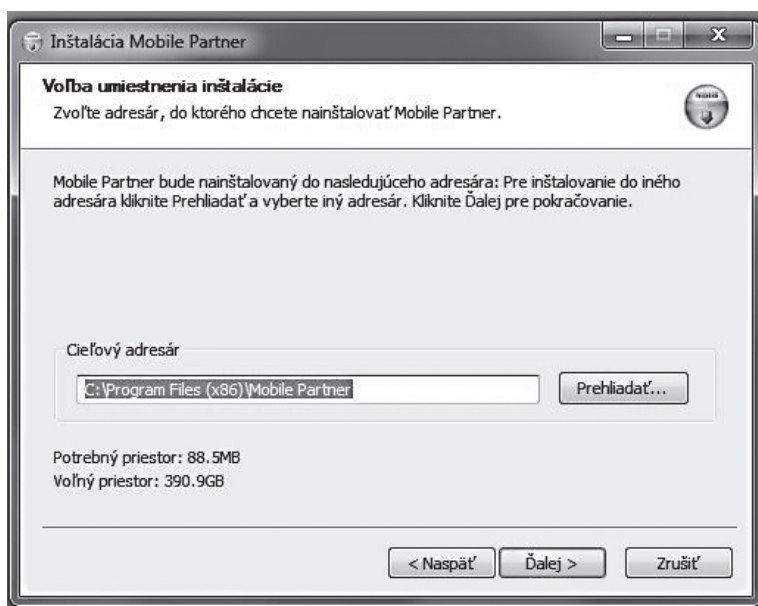 Inštalácia Mobile Partner
Voľba umiestnenia inštalácie
Zvoľte adresár, do ktorého chcete nainštalovať Mobile Partner.
Mobile Partner bude nainštalovaný do nasledujúceho adresára: Pre inštalovanie do iného
adresára kliknite Prehliadať a vyberte iný adresár. Kliknite Ďalej pre pokračovanie.
Cieľový adresár
C:\Program Files (x86)\Mobile Partner
Prehliadať...
Potrebný priestor: 88.5MB
Voľný priestor: 390.9GB
< Naspäť Ďalej > Zrušiť